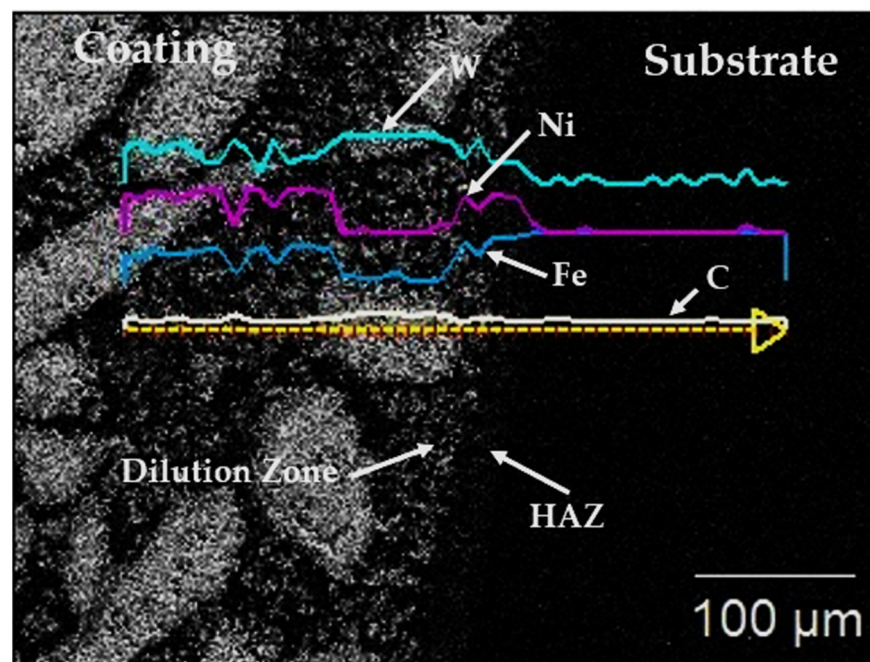 Coating
Substrate
W
Ni
Fe
C
Dilution Zone
HAZ
100 µm